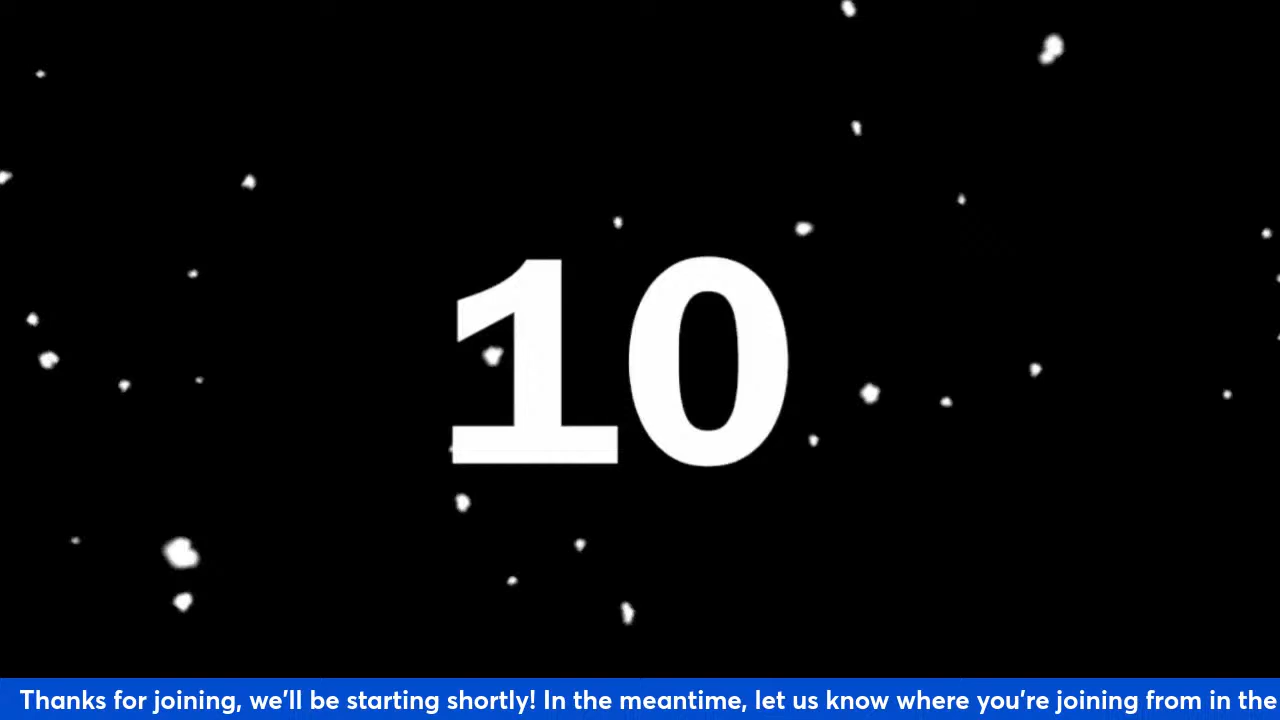 10
Thanks for joining, we'll be starting shortly! In the meantime, let us know where you're joining from in the